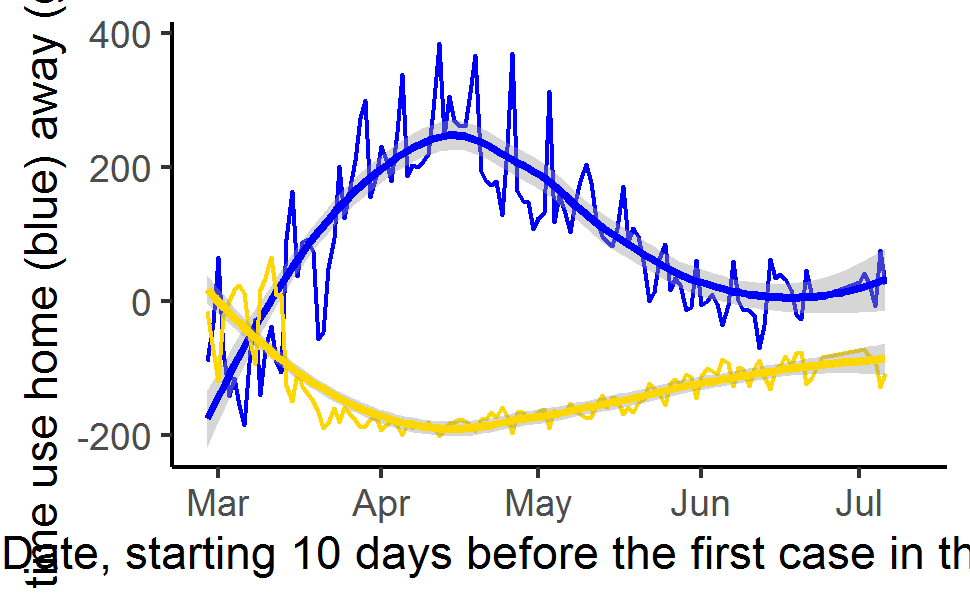 time use home (blue) away (
400
200
0
-200
Mar Apr May Jun Jul
Date, starting 10 days before the first case in th